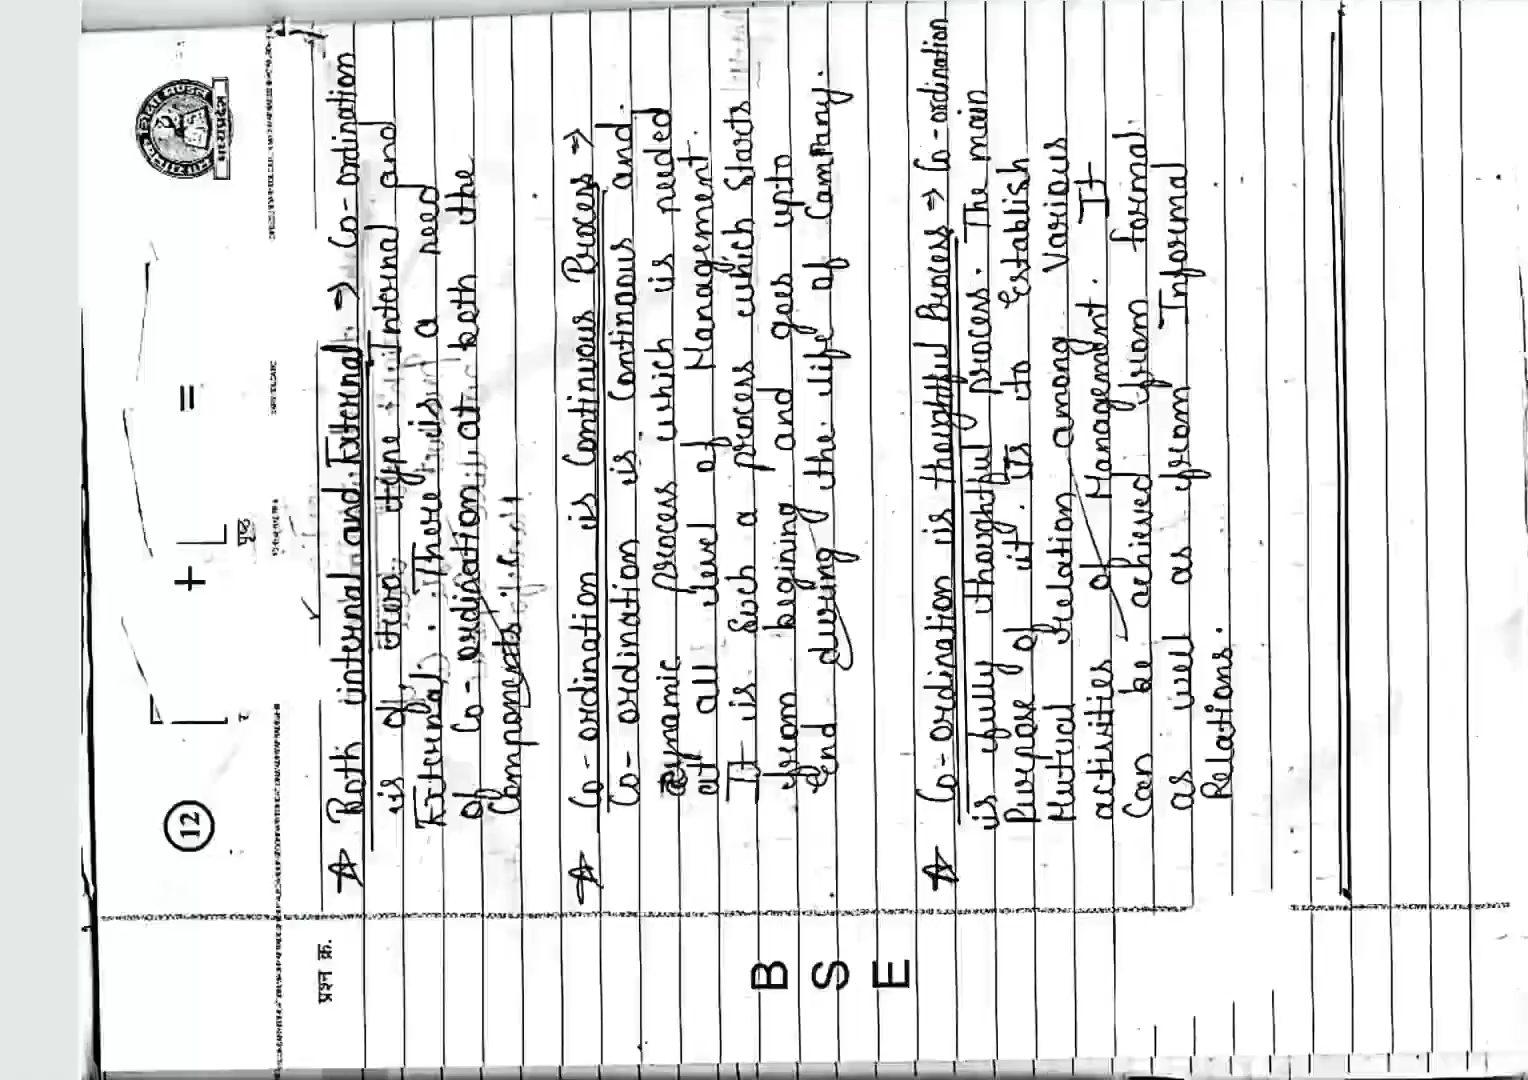 12
+ =
पृष्ठ
प्रश्न क्र.
☆ Both internal and External ⇒ Co-ordination
is of two type Internal and
External. There is a need
of Co-ordination at both the
Components.
☆ Co-ordination is Continuous Process ⇒
Co-ordination is Continuous and
dynamic process which is needed
at all level of Management.
It is Such a process which Starts
from begining and goes upto
End during the life of Company.
☆ Co-ordination is thoughtful Process ⇒ Co-ordination
is fully thoughtful process. The main
Purpose of it is to Establish
Mutual relation among Various
activities of Management. It
Can be achieved from formal
as well as from Informal
Relations.
B
S
E